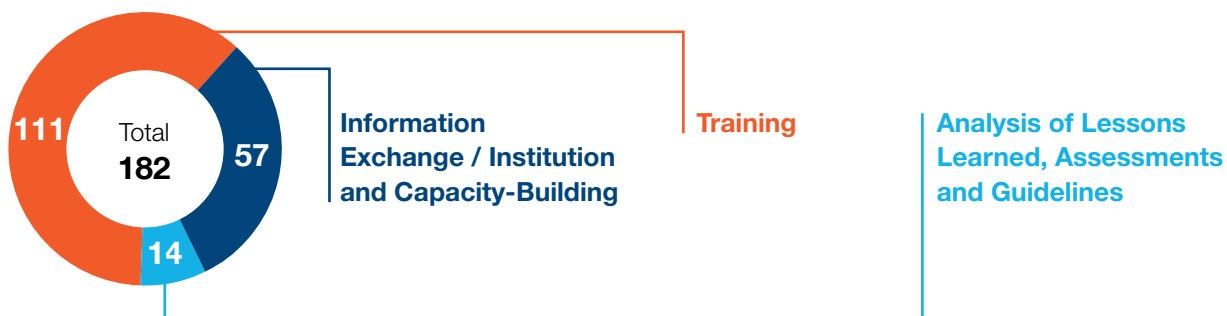 111
Total
182
57
14
Information
Exchange / Institution
and Capacity-Building
Training
Analysis of Lessons
Learned, Assessments
and Guidelines